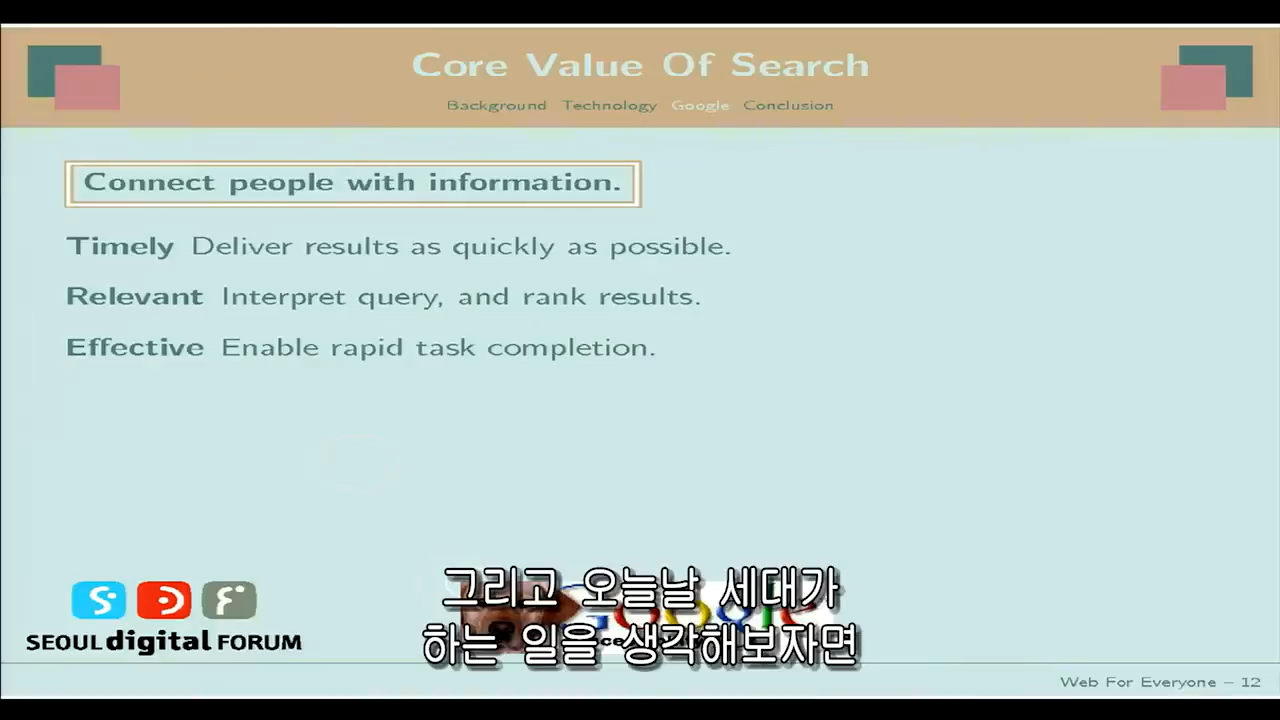 Core Value Of Search
Background Technology Google Conclusion
Connect people with information.
Timely Deliver results as quickly as possible.
Relevant Interpret query, and rank results.
Effective Enable rapid task completion.
SEOUL digital FORUM
Google
그리고 오늘날 세대가
하는 일을 생각해보자면
Web For Everyone – 12